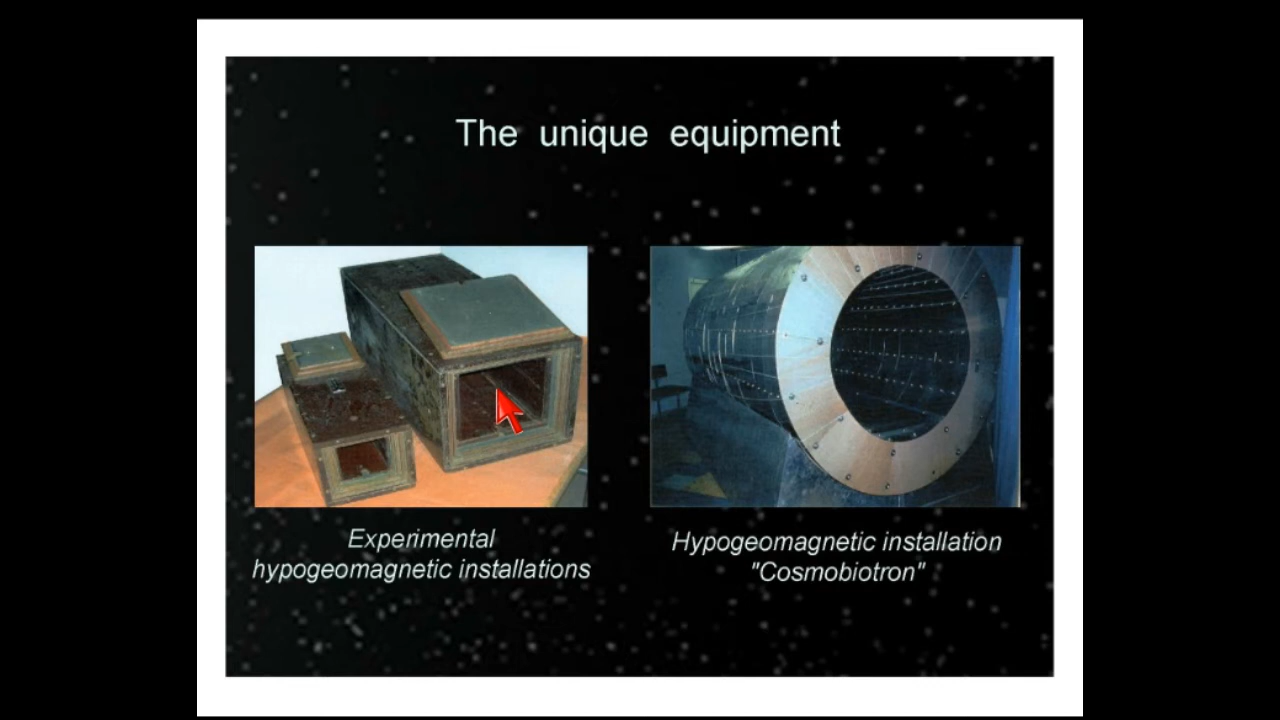 The unique equipment
Experimental
hypogeomagnetic installations
Hypogeomagnetic installation
"Cosmobiotron"